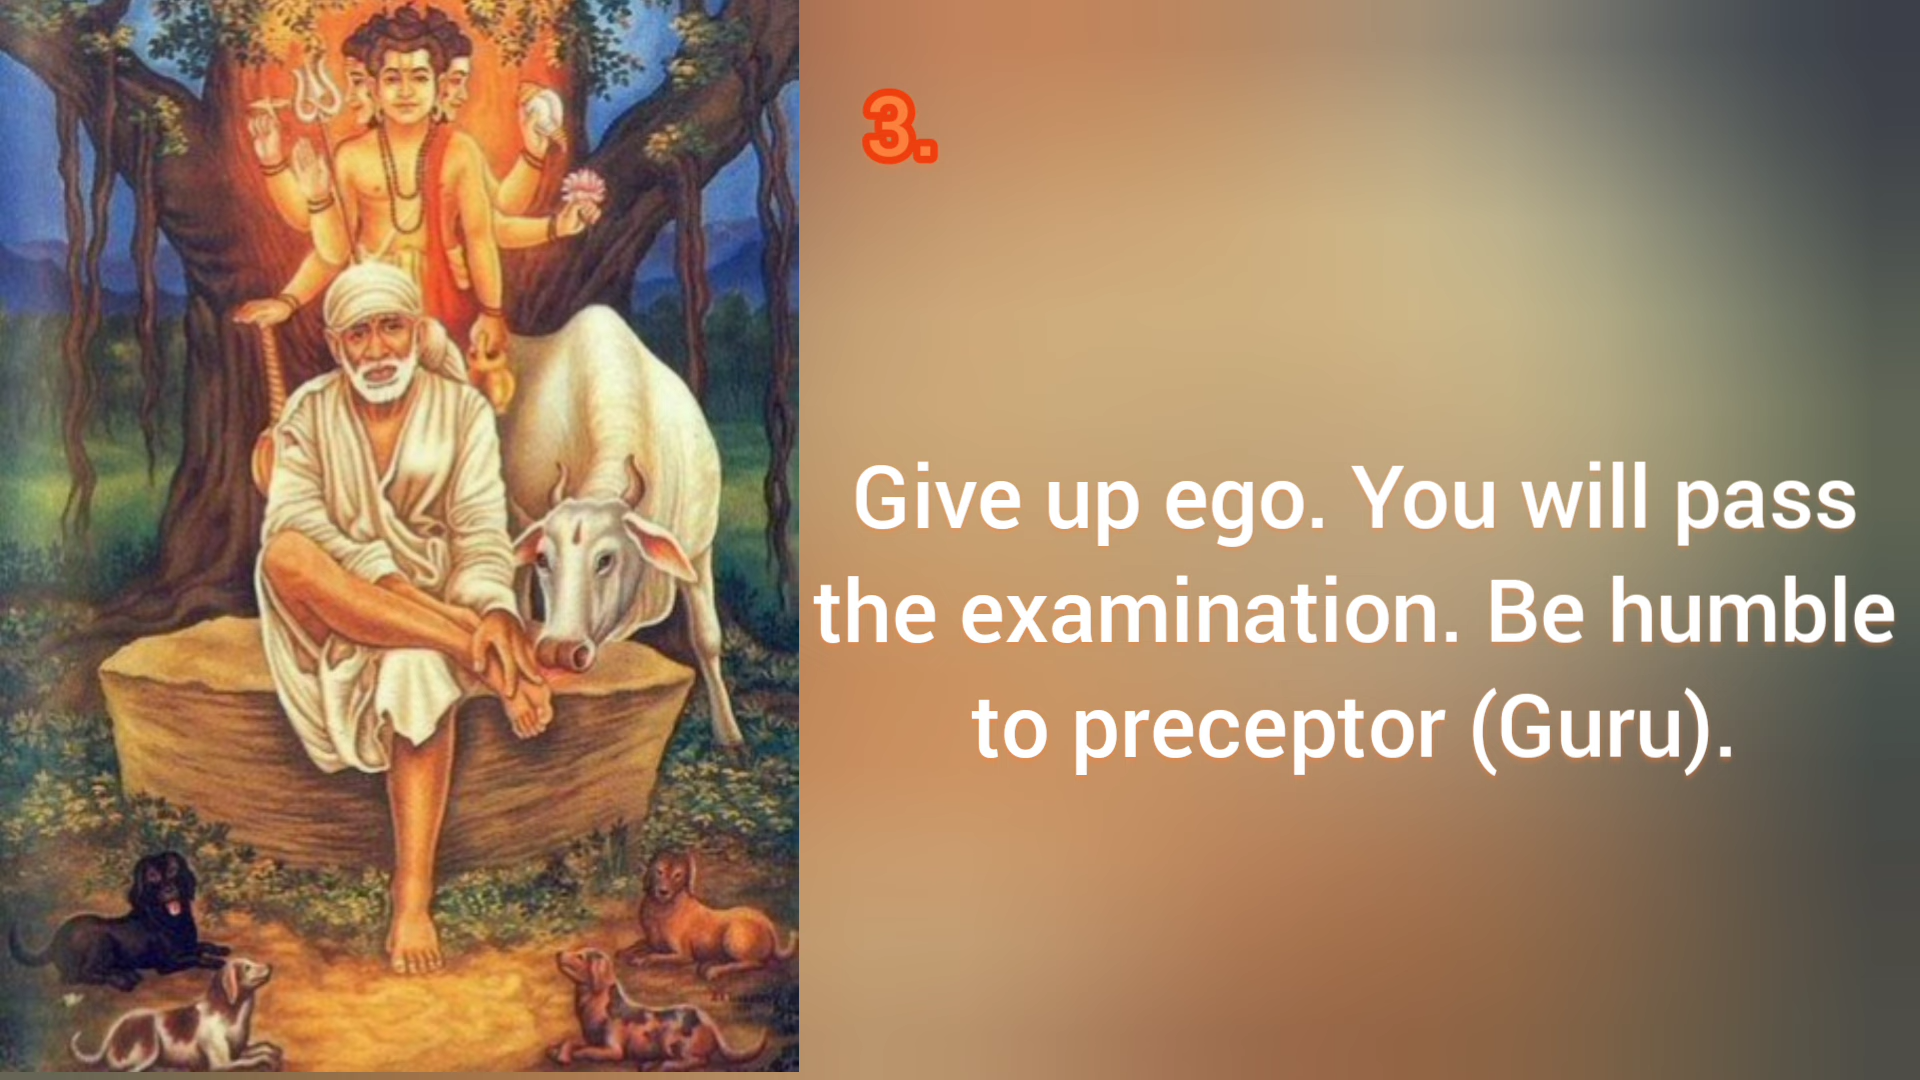 3.
Give up ego. You will pass
the examination. Be humble
to preceptor (Guru).